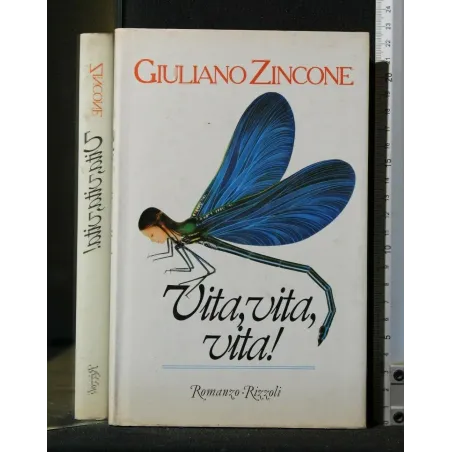 GIULIANO ZINCONE
Vita, vita,
vita!
Romanzo-Rizzoli
ZINCONE
Vita, vita, vita!
Rizzoli